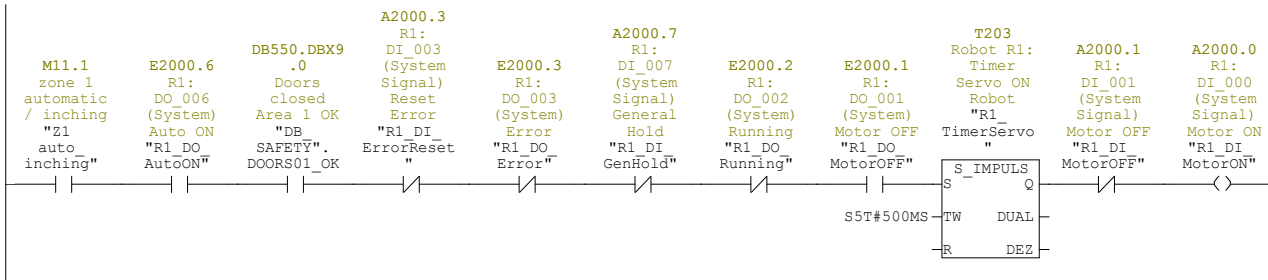 M11.1
zone 1
automatic
/ inching
"Z1
auto_
inching"
E2000.6
R1:
DO_006
(System)
Auto ON
"R1_DO_
AutoON"
DB550.DBX9
.0
Doors
closed
Area 1 OK
"DB_
SAFETY".
DOORS01_OK
A2000.3
R1:
DI_003
(System
Signal)
Reset
Error
"R1_DI_
ErrorReset
"
E2000.3
R1:
DO_003
(System)
Error
"R1_DO_
Error"
A2000.7
R1:
DI_007
(System
Signal)
General
Hold
"R1_DI_
GenHold"
E2000.2
R1:
DO_002
(System)
Running
"R1_DO_
Running"
E2000.1
R1:
DO_001
(System)
Motor OFF
"R1_DO_
MotorOFF"
T203
Robot R1:
Timer
Servo ON
Robot
"R1_
TimerServo
"
S_IMPULS
S Q
S5T#500MS TW DUAL
R DEZ
A2000.1
R1:
DI_001
(System
Signal)
Motor OFF
"R1_DI_
MotorOFF"
A2000.0
R1:
DI_000
(System
Signal)
Motor ON
"R1_DI_
MotorON"